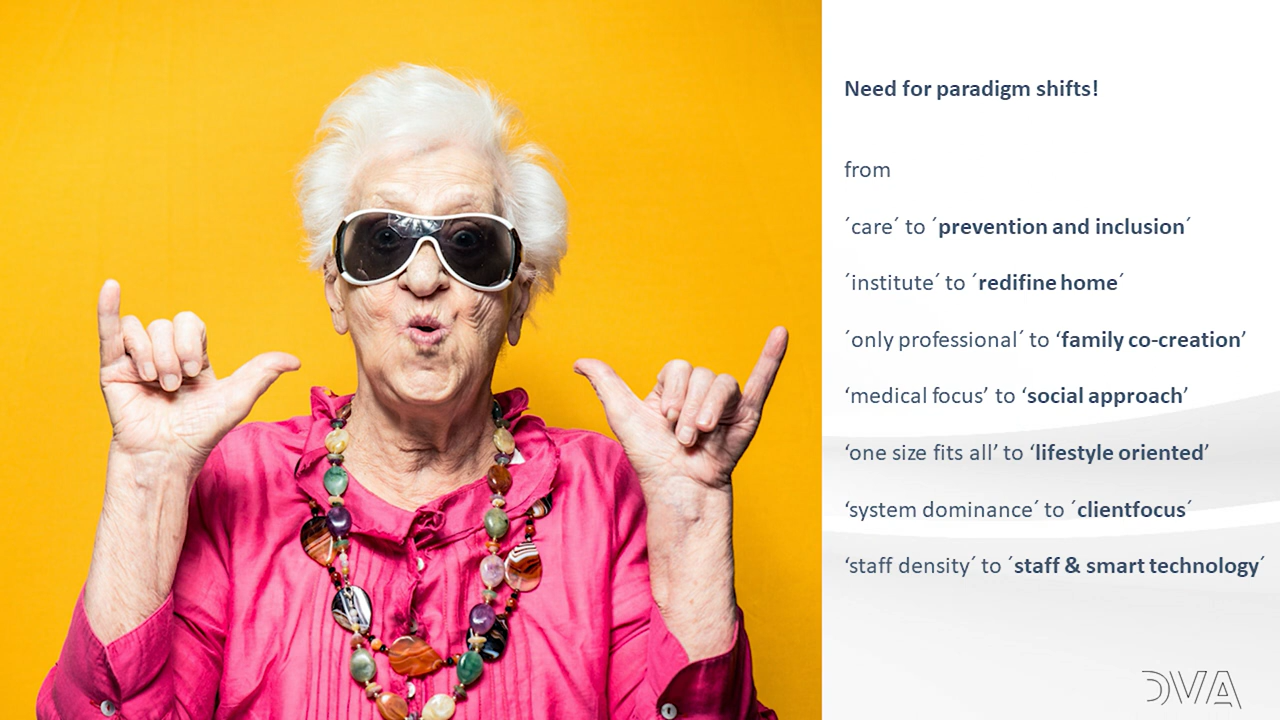 Need for paradigm shifts!
from
´care´ to ´prevention and inclusion´
´institute´ to ´redifine home´
´only professional´ to ‘family co-creation’
‘medical focus’ to ‘social approach’
‘one size fits all’ to ‘lifestyle oriented’
‘system dominance´ to ´clientfocus´
‘staff density´ to ´staff & smart technology´
DVA